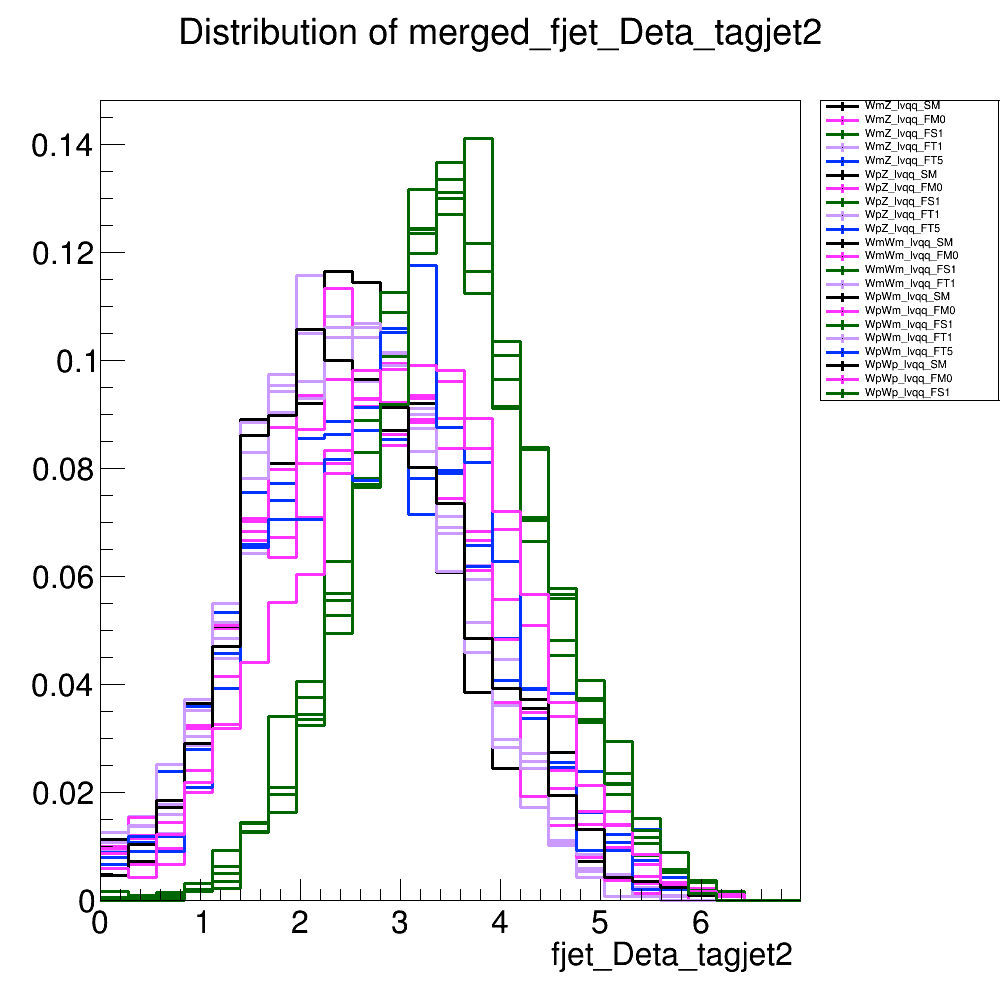 Distribution of merged_fjet_Deta_tagjet2
WmZ_lvqq_SM
WmZ_lvqq_FM0
WmZ_lvqq_FS1
WmZ_lvqq_FT1
WmZ_lvqq_FT5
WpZ_lvqq_SM
WpZ_lvqq_FM0
WpZ_lvqq_FS1
WpZ_lvqq_FT1
WpZ_lvqq_FT5
WmWm_lvqq_SM
WmWm_lvqq_FM0
WmWm_lvqq_FS1
WmWm_lvqq_FT1
WpWm_lvqq_SM
WpWm_lvqq_FM0
WpWm_lvqq_FS1
WpWm_lvqq_FT1
WpWm_lvqq_FT5
WpWp_lvqq_SM
WpWp_lvqq_FM0
WpWp_lvqq_FS1
0.14
0.12
0.1
0.08
0.06
0.04
0.02
0
0 1 2 3 4 5 6
fjet_Deta_tagjet2